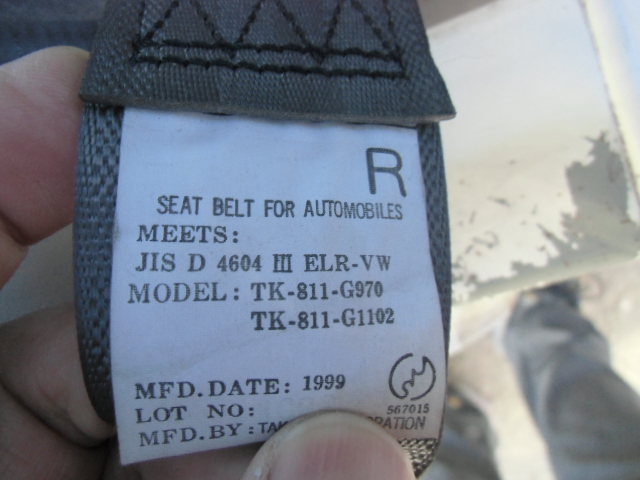 R
SEAT BELT FOR AUTOMOBILES
MEETS:
JIS D 4604 III ELR-VW
MODEL: TK-811-G970
TK-811-G1102
MFD. DATE: 1999
LOT NO:
567015
MFD. BY: